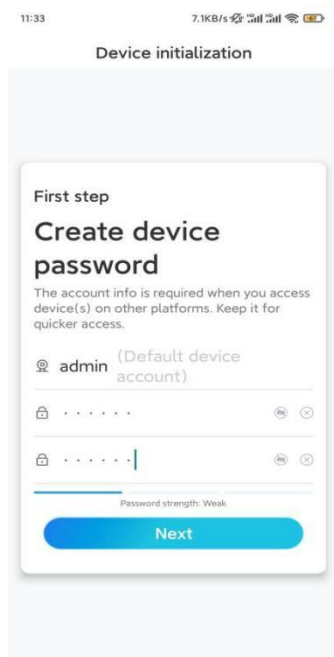 11:33
7.1KB/s
67
Device initialization
First step
Create device
password
The account info is required when you access
device(s) on other platforms. Keep it for
quicker access.
admin (Default device
account)
· · · · · ·
· · · · · ·
Password strength: Weak
Next